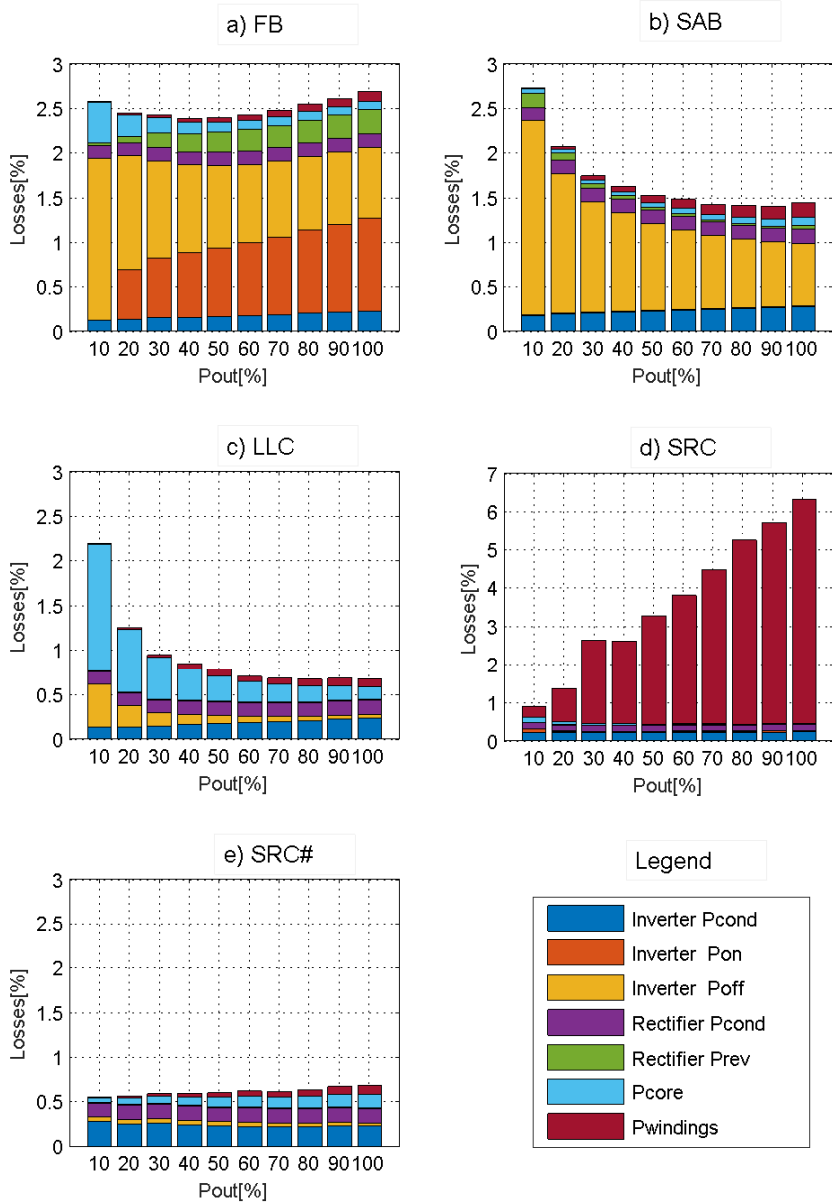 a) FB
b) SAB
3
2.5
2
1.5
1
0.5
0
Losses[%]
10 20 30 40 50 60 70 80 90 100
Pout[%]
3
2.5
2
1.5
1
0.5
0
Losses[%]
10 20 30 40 50 60 70 80 90 100
Pout[%]
c) LLC
d) SRC
3
2.5
2
1.5
1
0.5
0
Losses[%]
10 20 30 40 50 60 70 80 90 100
Pout[%]
7
6
5
4
3
2
1
0
Losses[%]
10 20 30 40 50 60 70 80 90 100
Pout[%]
e) SRC#
3
2.5
2
1.5
1
0.5
0
Losses[%]
10 20 30 40 50 60 70 80 90 100
Pout[%]
Legend
Inverter Pcond
Inverter Pon
Inverter Poff
Rectifier Pcond
Rectifier Prev
Pcore
Pwindings